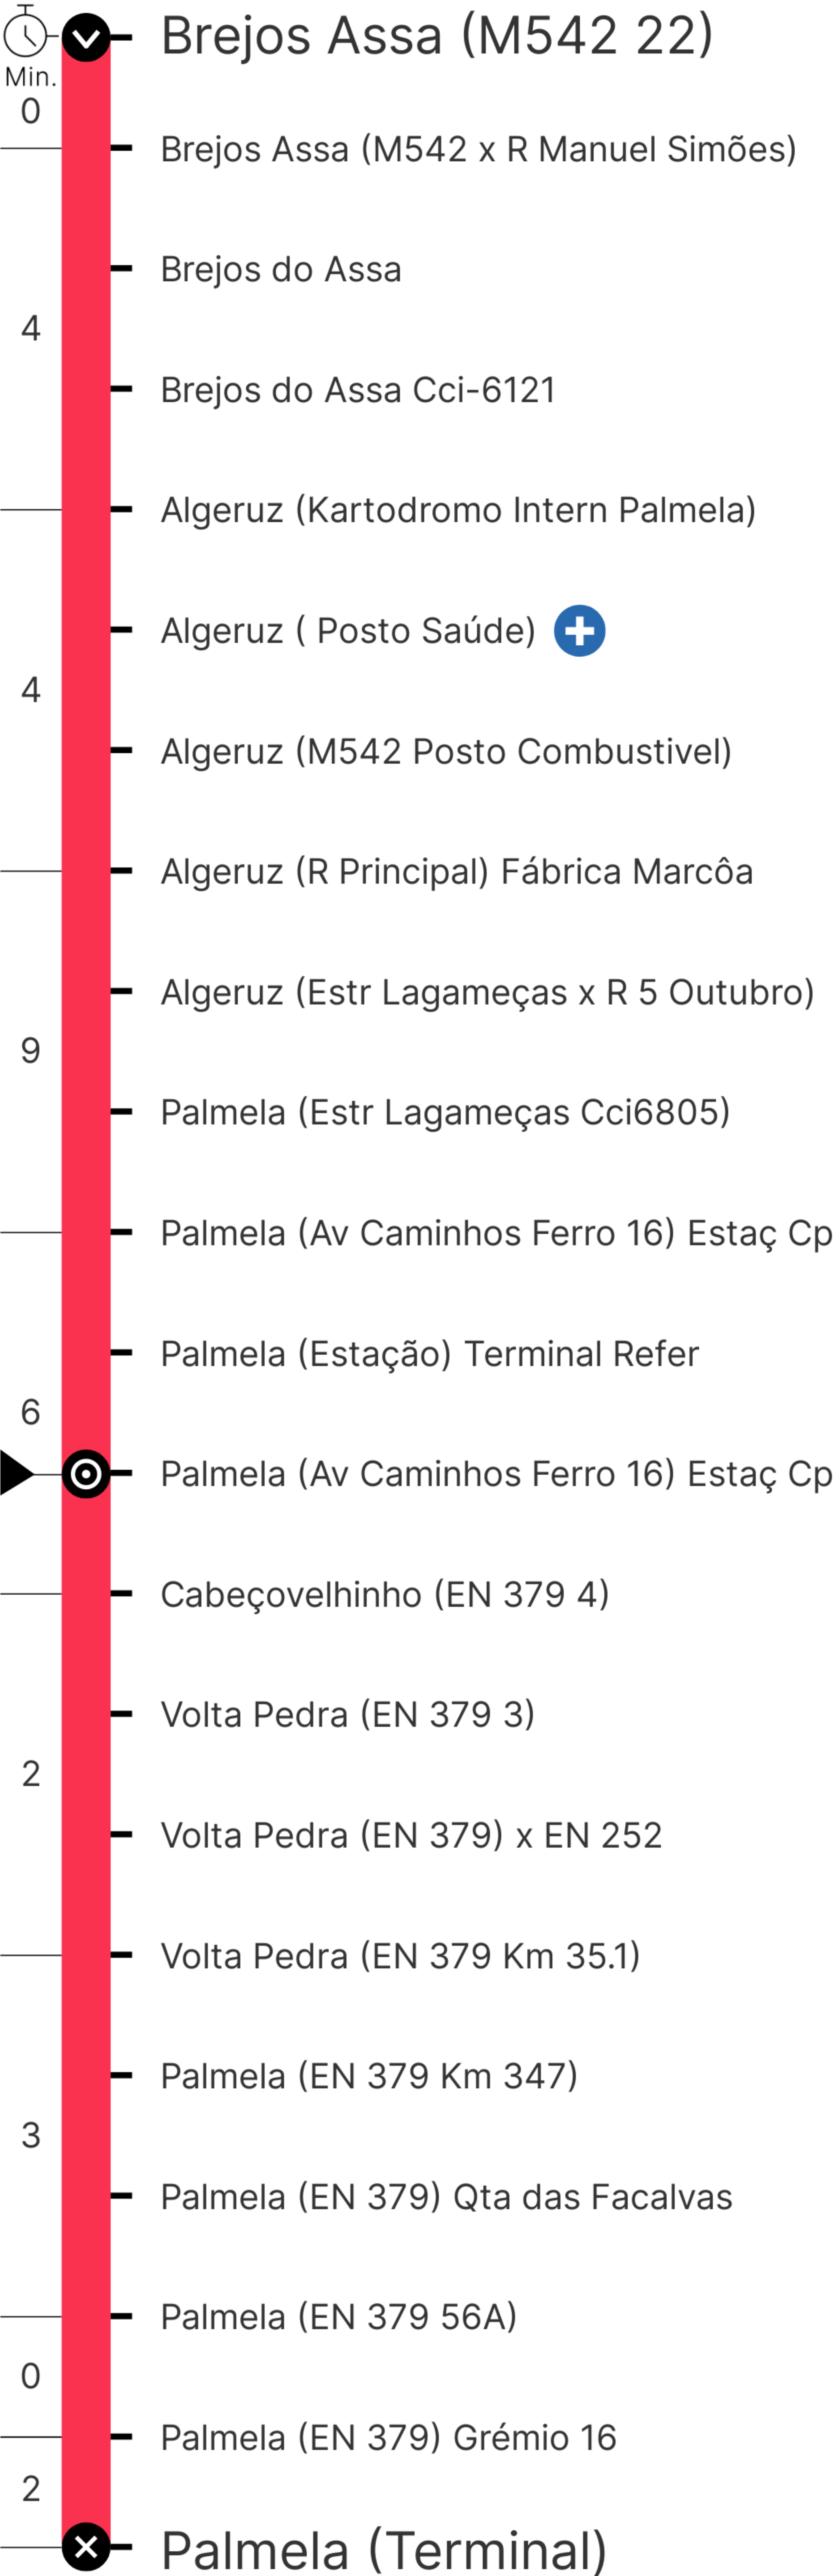 Brejos Assa (M542 22)
Min.
0
Brejos Assa (M542 x R Manuel Simões)
Brejos do Assa
4
Brejos do Assa Cci-6121
Algeruz (Kartodromo Intern Palmela)
Algeruz ( Posto Saúde)
4
Algeruz (M542 Posto Combustivel)
Algeruz (R Principal) Fábrica Marcôa
Algeruz (Estr Lagameças x R 5 Outubro)
9
Palmela (Estr Lagameças Cci6805)
Palmela (Av Caminhos Ferro 16) Estaç Cp
Palmela (Estação) Terminal Refer
6
Palmela (Av Caminhos Ferro 16) Estaç Cp
Cabeçovelhinho (EN 379 4)
Volta Pedra (EN 379 3)
2
Volta Pedra (EN 379) x EN 252
Volta Pedra (EN 379 Km 35.1)
Palmela (EN 379 Km 347)
3
Palmela (EN 379) Qta das Facalvas
Palmela (EN 379 56A)
0
Palmela (EN 379) Grémio 16
2
Palmela (Terminal)